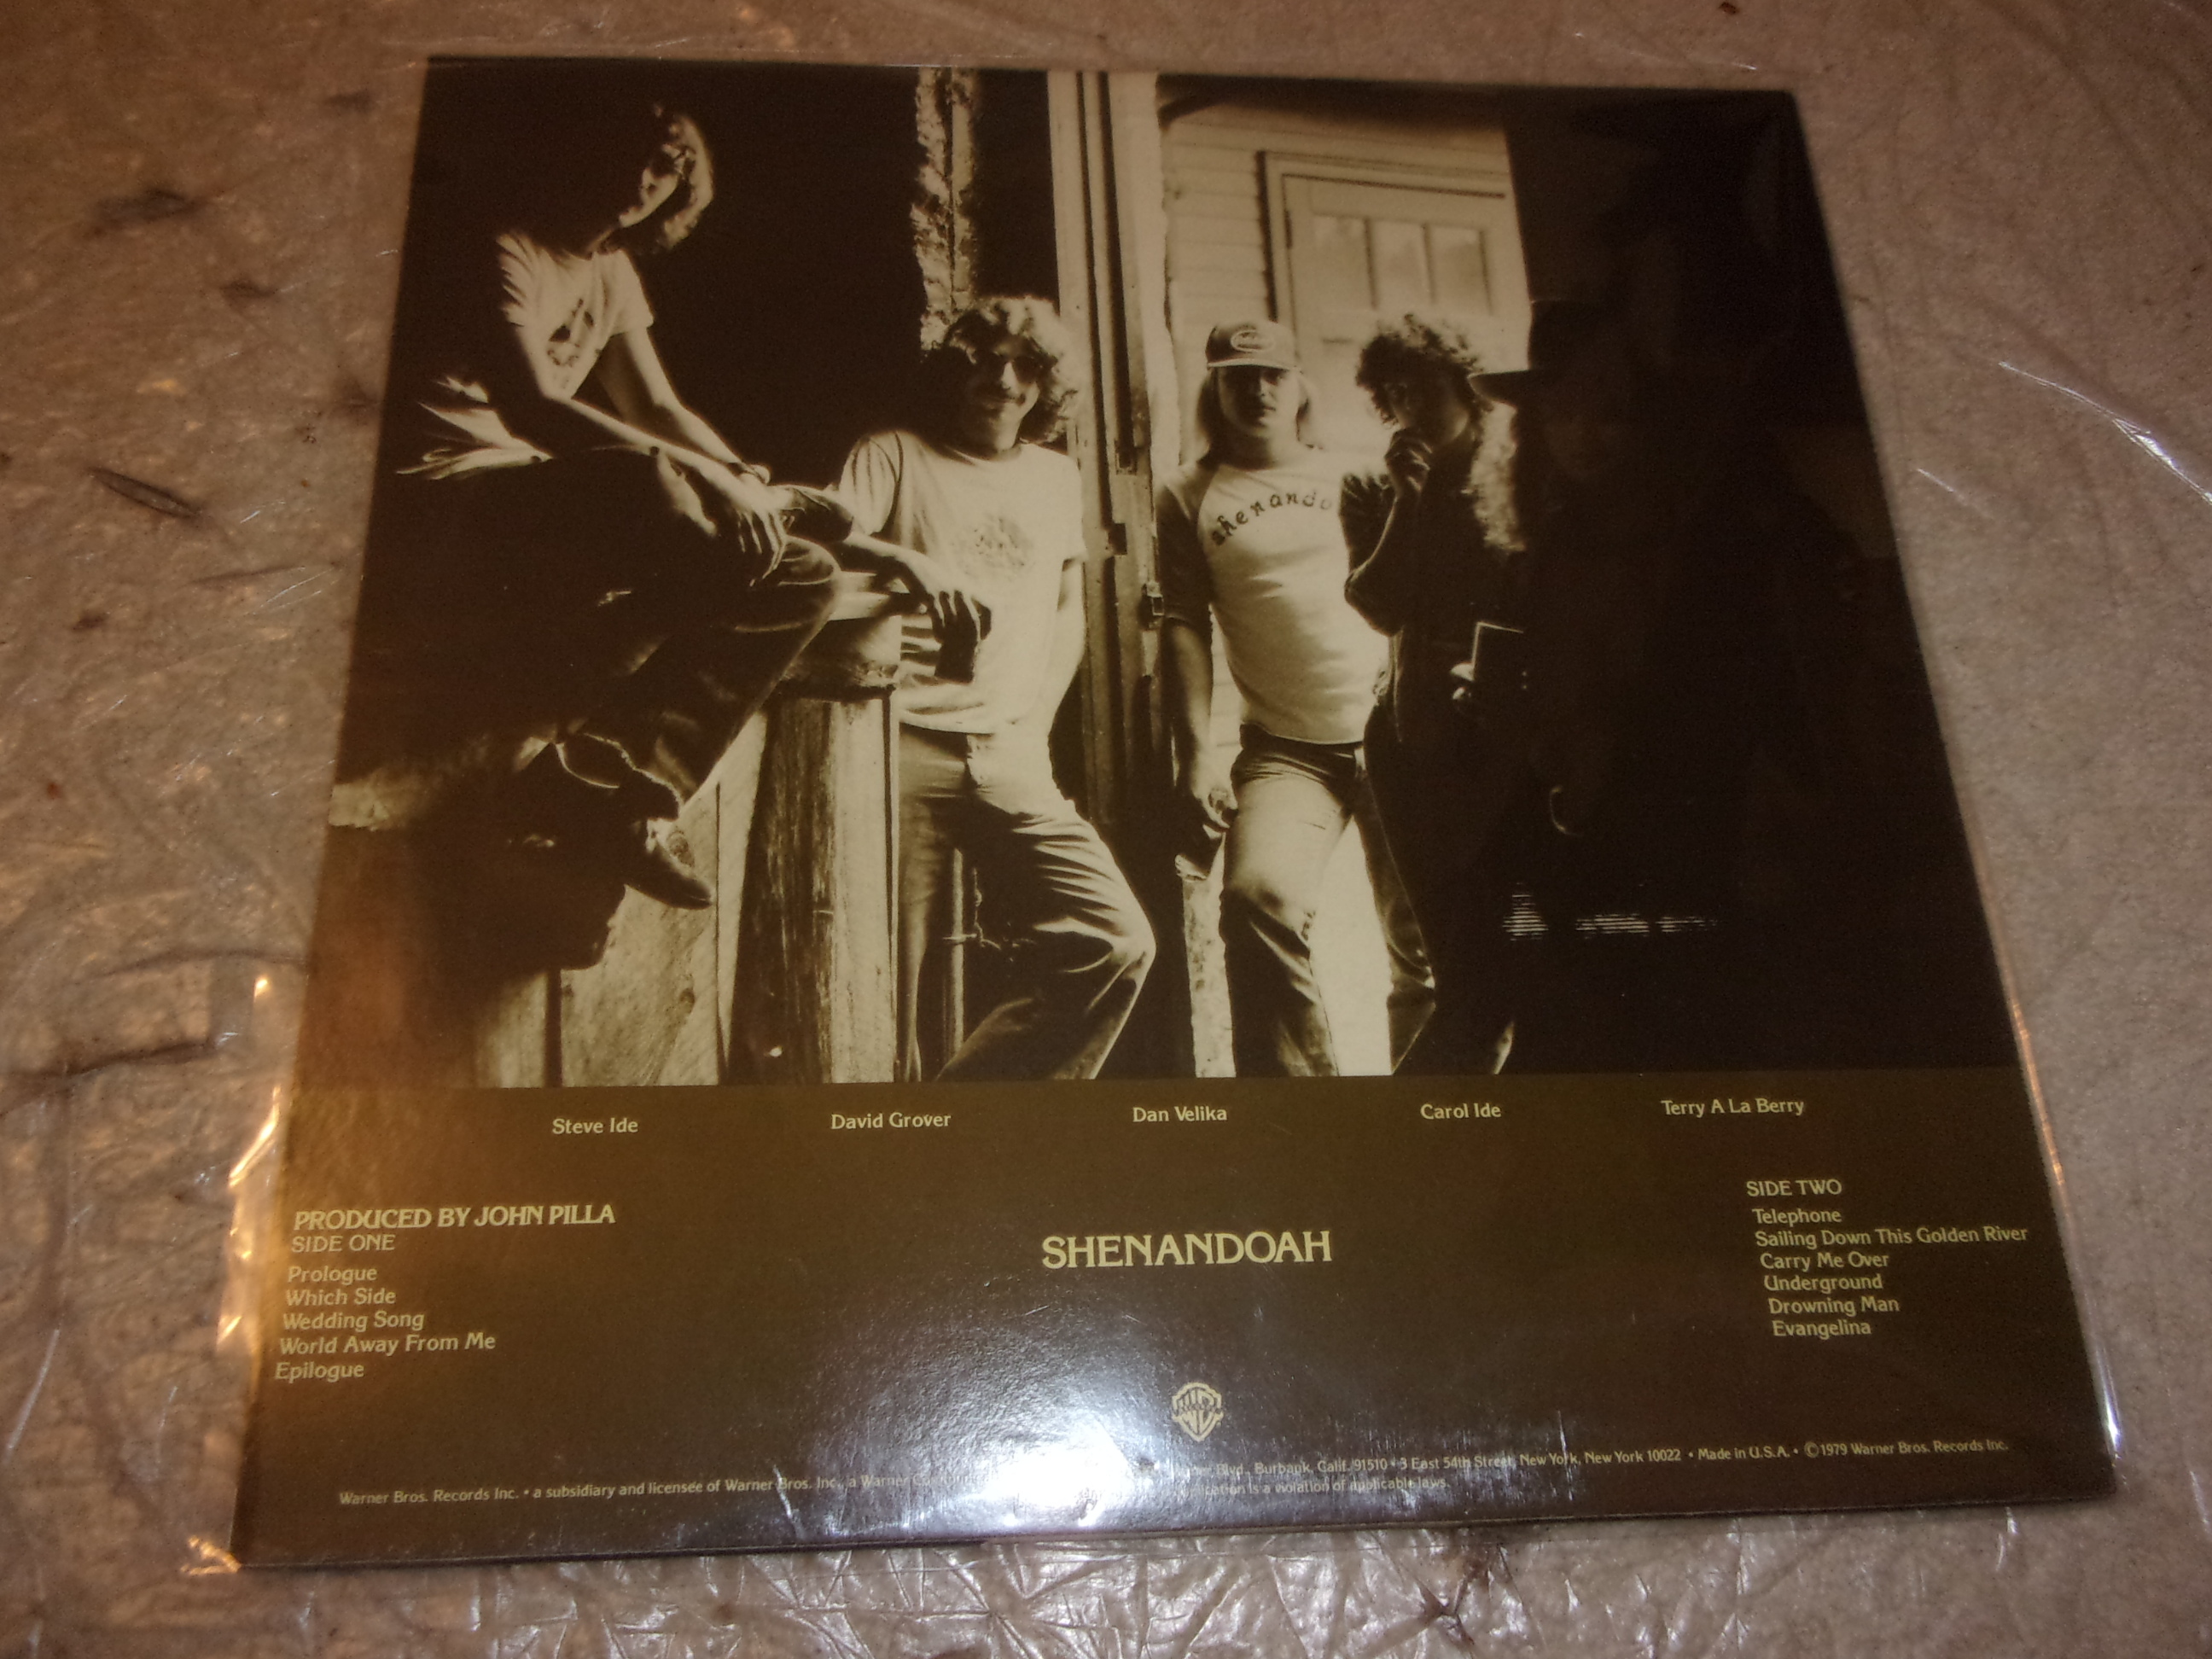 shenando
Steve Ide
David Grover
Dan Velika
Carol Ide
Terry A La Berry
PRODUCED BY JOHN PILLA
SIDE ONE
Prologue
Which Side
Wedding Song
World Away From Me
Epilogue
SHENANDOAH
SIDE TWO
Telephone
Sailing Down This Golden River
Carry Me Over
Underground
Drowning Man
Evangelina
Warner Bros. Records Inc. • a subsidiary and licensee of Warner Bros. Inc., a Warner Blvd., Burbank, Calif. 91510 • 3 East 54th Street, New York, New York 10022 • Made in U.S.A. • ©1979 Warner Bros. Records Inc.
is a violation of applicable laws.